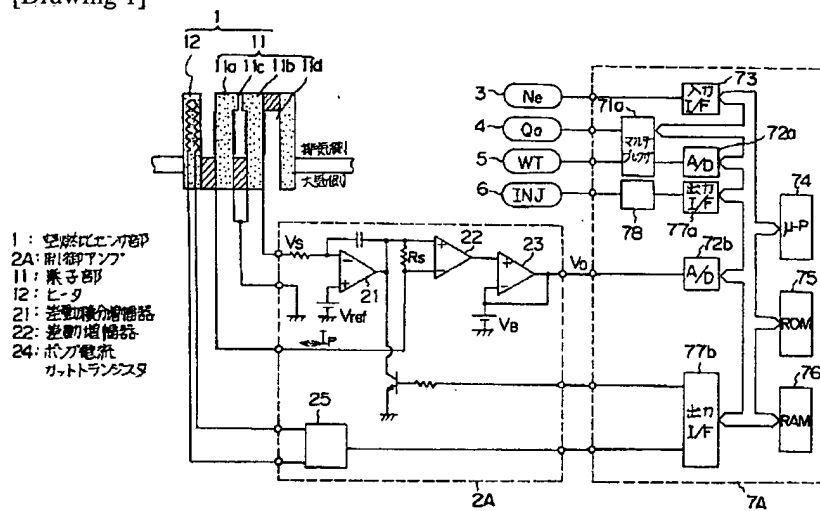 [Drawing 1]
1
12
11
11a 11c 11b 11d
排気側
大気側
1 : 空燃比センサ部
2A : 制御アンプ
11 : 素子部
12 : ヒータ
21 : 差動積分増幅器
22 : 差動増幅器
24 : ポンプ電流
カットトランジスタ
Vs
21
Vref
Ip
Rs
22
23
VB
V0
25
2A
3
Ne
4
Qa
5
WT
6
INJ
71a
マルチ
プレクサ
78
73
入力
I/F
72a
A/D
出力
I/F
77a
72b
A/D
77b
出力
I/F
74
μ-P
75
ROM
76
RAM
7A